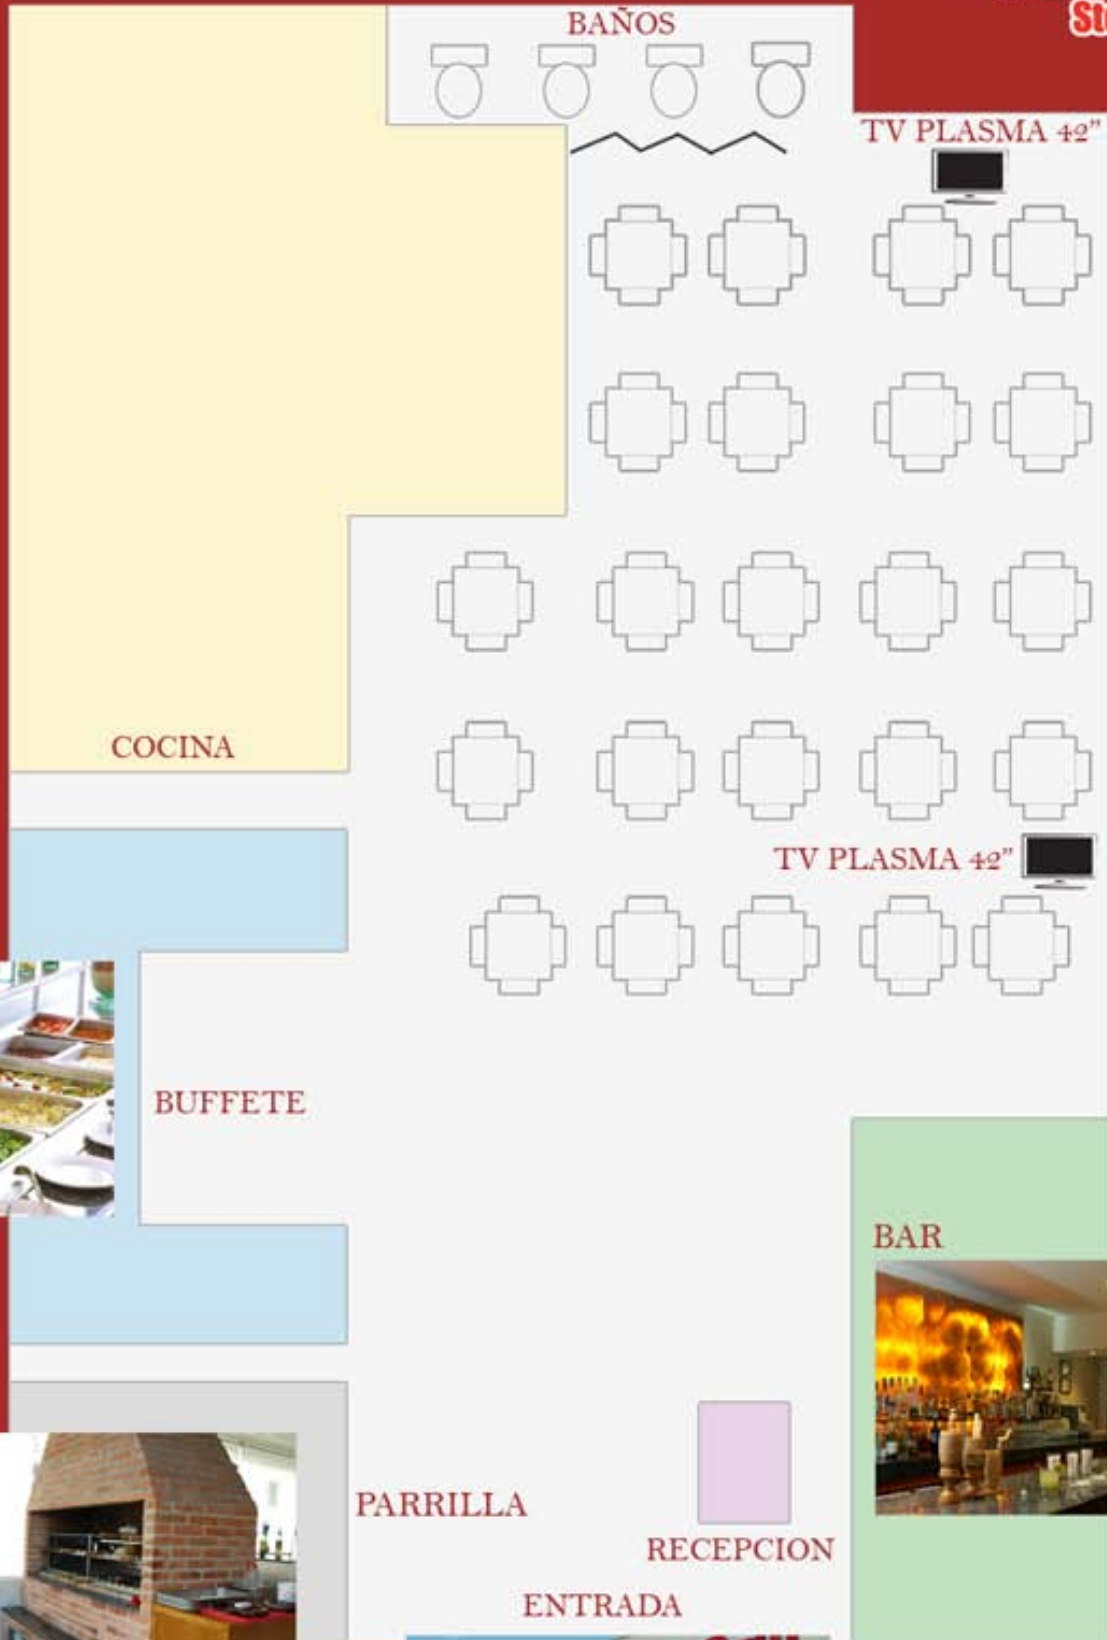 BAÑOS
TV PLASMA 42”
COCINA
TV PLASMA 42”
BUFFETE
BAR
PARRILLA
RECEPCION
ENTRADA